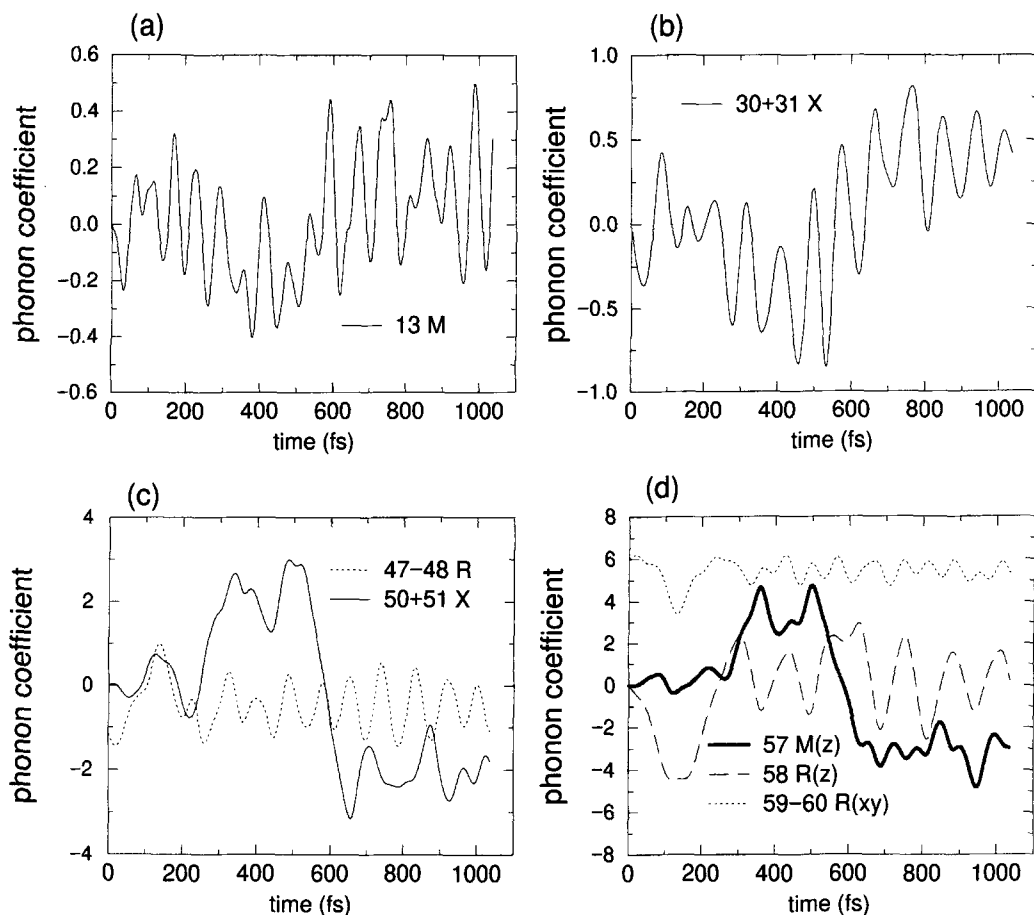 (a)
phonon coefficient
0.6
0.4
0.2
0.0
−0.2
−0.4
−0.6
13 M
0 200 400 600 800 1000
time (fs)
(b)
phonon coefficient
1.0
0.5
0.0
−0.5
−1.0
30+31 X
0 200 400 600 800 1000
time (fs)
(c)
phonon coefficient
4
2
0
−2
−4
47−48 R
50+51 X
0 200 400 600 800 1000
time (fs)
(d)
phonon coefficient
8
6
4
2
0
−2
−4
−6
−8
57 M(z)
58 R(z)
59−60 R(xy)
0 200 400 600 800 1000
time (fs)